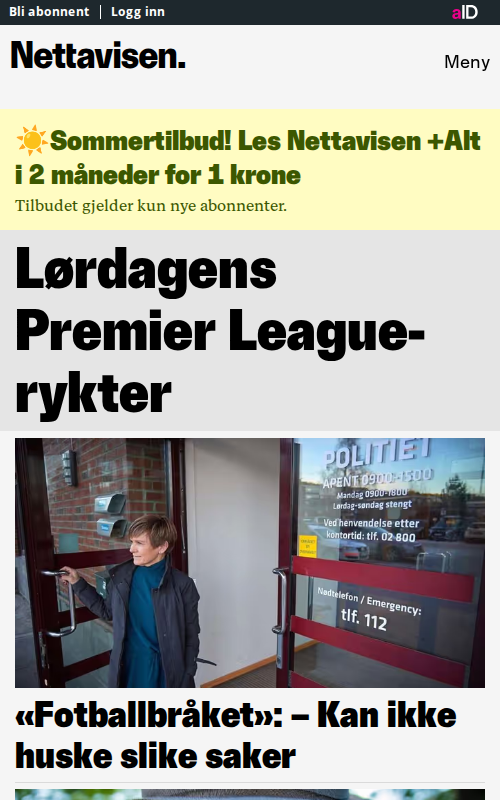 Bli abonnent Logg inn aID
Nettavisen.
Meny
Sommertilbud! Les Nettavisen +Alt
i 2 måneder for 1 krone
Tilbudet gjelder kun nye abonnenter.
Lørdagens
Premier League-
rykter
POLITIET
ÅPENT 0900-1500
Mandag 0900-1800
Lørdag-søndag stengt
Ved henvendelse etter
kontortid: tlf. 02 800
Nødtelefon / Emergency:
tlf. 112
«Fotballbråket»: – Kan ikke
huske slike saker